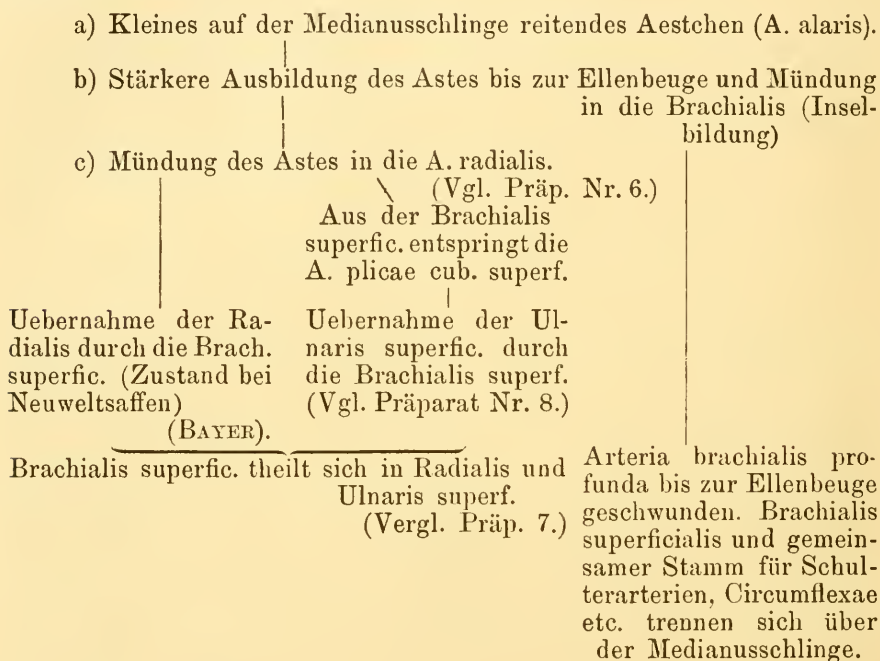 a) Kleines auf der Medianusschlinge reitendes Aestchen (A. alaris).
b) Stärkere Ausbildung des Astes bis zur Ellenbeuge und Mündung
in die Brachialis (Insel-
bildung)
c) Mündung des Astes in die A. radialis.
(Vgl. Präp. Nr. 6.)
Aus der Brachialis
superfic. entspringt die
A. plicae cub. superf.
Uebernahme der Ra-
dialis durch die Brach.
superfic. (Zustand bei
Neuweltsaffen)
(BAYER).
Uebernahme der Ul-
naris superfic. durch
die Brachialis superf.
(Vgl. Präparat Nr. 8.)
Brachialis superfic. theilt sich in Radialis und
Ulnaris superf.
(Vergl. Präp. 7.)
Arteria brachialis pro-
funda bis zur Ellenbeuge
geschwunden. Brachialis
superficialis und gemein-
samer Stamm für Schul-
terarterien, Circumflexae
etc. trennen sich über
der Medianusschlinge.